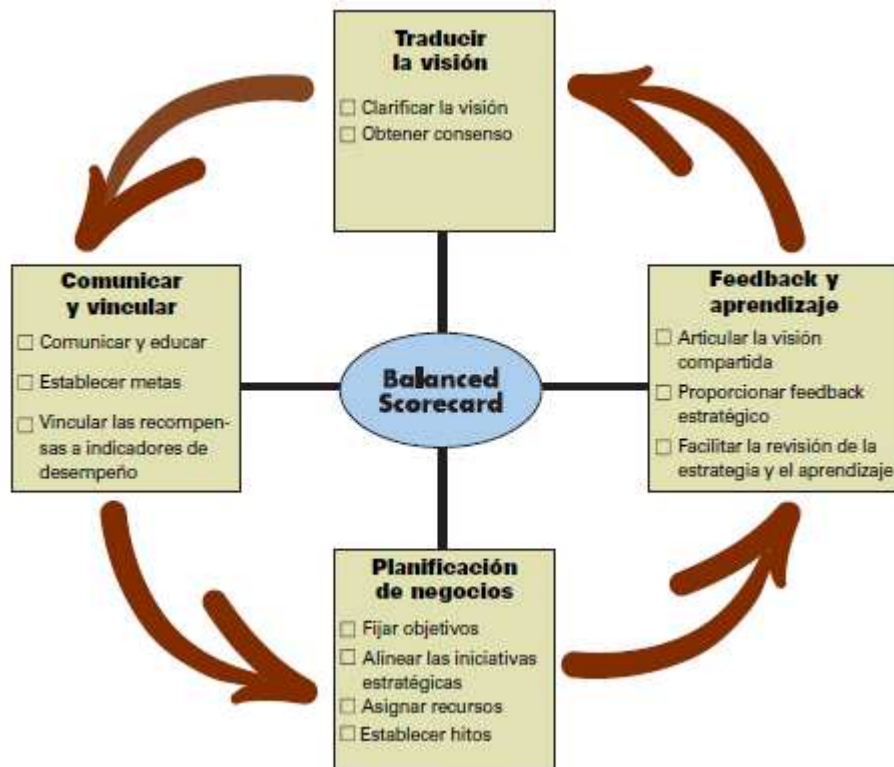 Traducir
la visión
☐ Clarificar la visión
☐ Obtener consenso
Comunicar
y vincular
☐ Comunicar y educar
☐ Establecer metas
☐ Vincular las recompen-
sas a indicadores de
desempeño
Balanced
Scorecard
Feedback y
aprendizaje
☐ Articular la visión
compartida
☐ Proporcionar feedback
estratégico
☐ Facilitar la revisión de la
estrategia y el aprendizaje
Planificación
de negocios
☐ Fijar objetivos
☐ Alinear las iniciativas
estratégicas
☐ Asignar recursos
☐ Establecer hitos